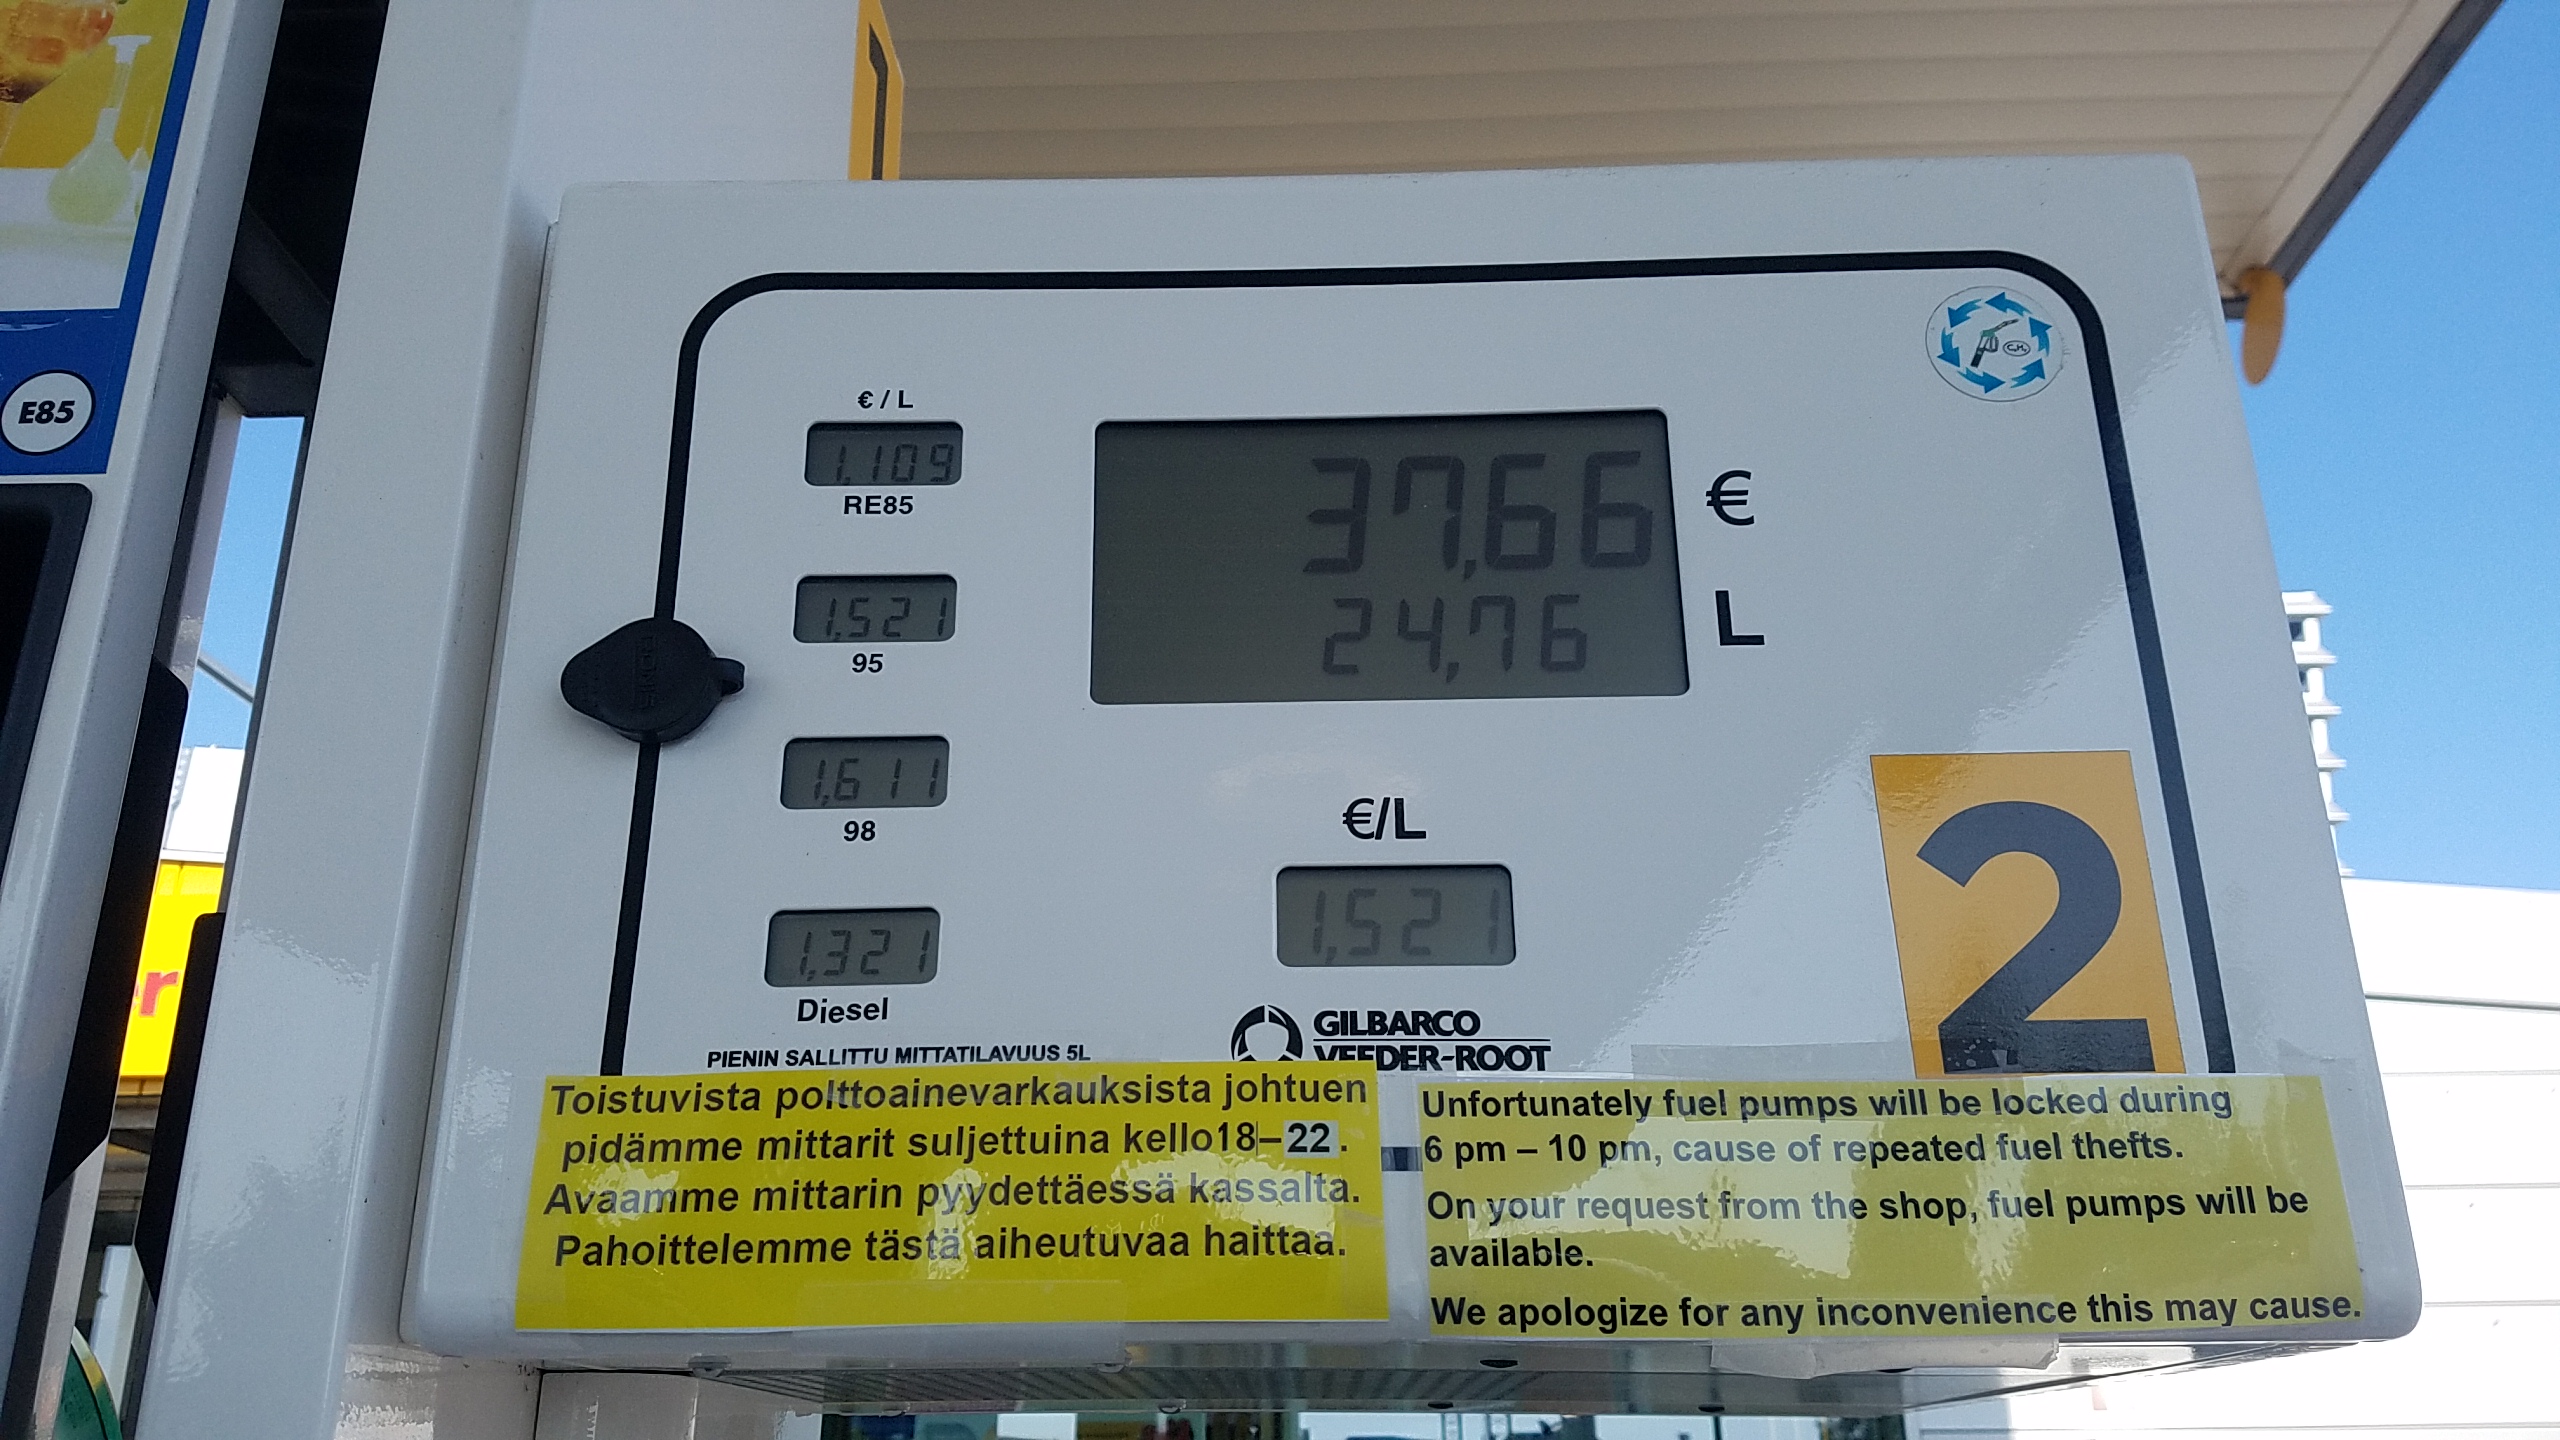 E85
€ / L
1,109
RE85
1,521
95
1,611
98
1,321
Diesel
37,66 €
24,76 L
€/L
1,521
2
GILBARCO
VEEDER-ROOT
PIENIN SALLITTU MITTATILAVUUS 5L
Toistuvista polttoainevarkauksista johtuen
pidämme mittarit suljettuina kello18–22.
Avaamme mittarin pyydettäessä kassalta.
Pahoittelemme tästä aiheutuvaa haittaa.
Unfortunately fuel pumps will be locked during
6 pm – 10 pm, cause of repeated fuel thefts.
On your request from the shop, fuel pumps will be
available.
We apologize for any inconvenience this may cause.